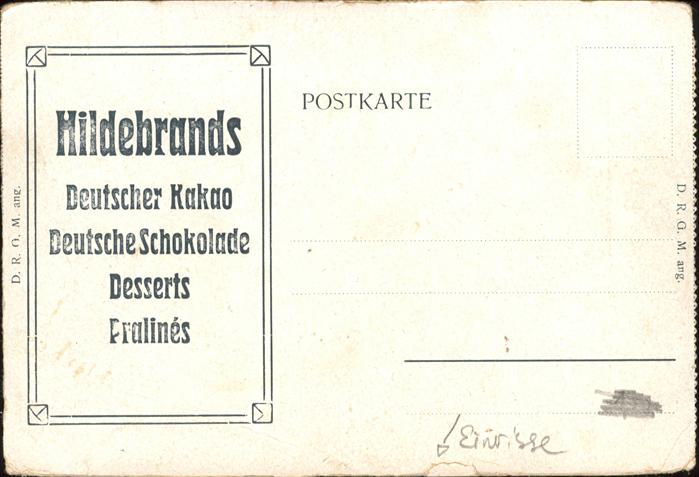 Hildebrands
Deutscher Kakao
Deutsche Schokolade
Desserts
Pralinés
D. R. G. M. ang.
POSTKARTE
D. R. G. M. ang.
Einrisse